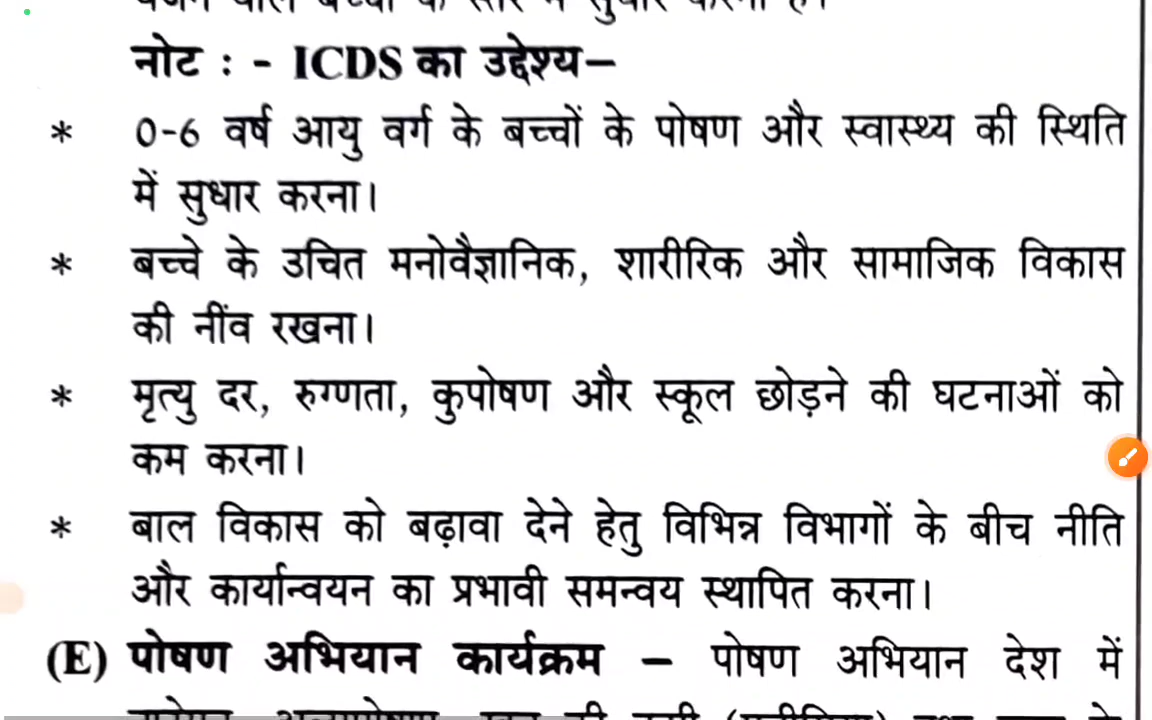 नोट : - ICDS का उद्देश्य–
* 0-6 वर्ष आयु वर्ग के बच्चों के पोषण और स्वास्थ्य की स्थिति
में सुधार करना।
* बच्चे के उचित मनोवैज्ञानिक, शारीरिक और सामाजिक विकास
की नींव रखना।
* मृत्यु दर, रुग्णता, कुपोषण और स्कूल छोड़ने की घटनाओं को
कम करना।
* बाल विकास को बढ़ावा देने हेतु विभिन्न विभागों के बीच नीति
और कार्यान्वयन का प्रभावी समन्वय स्थापित करना।
(E) पोषण अभियान कार्यक्रम – पोषण अभियान देश में